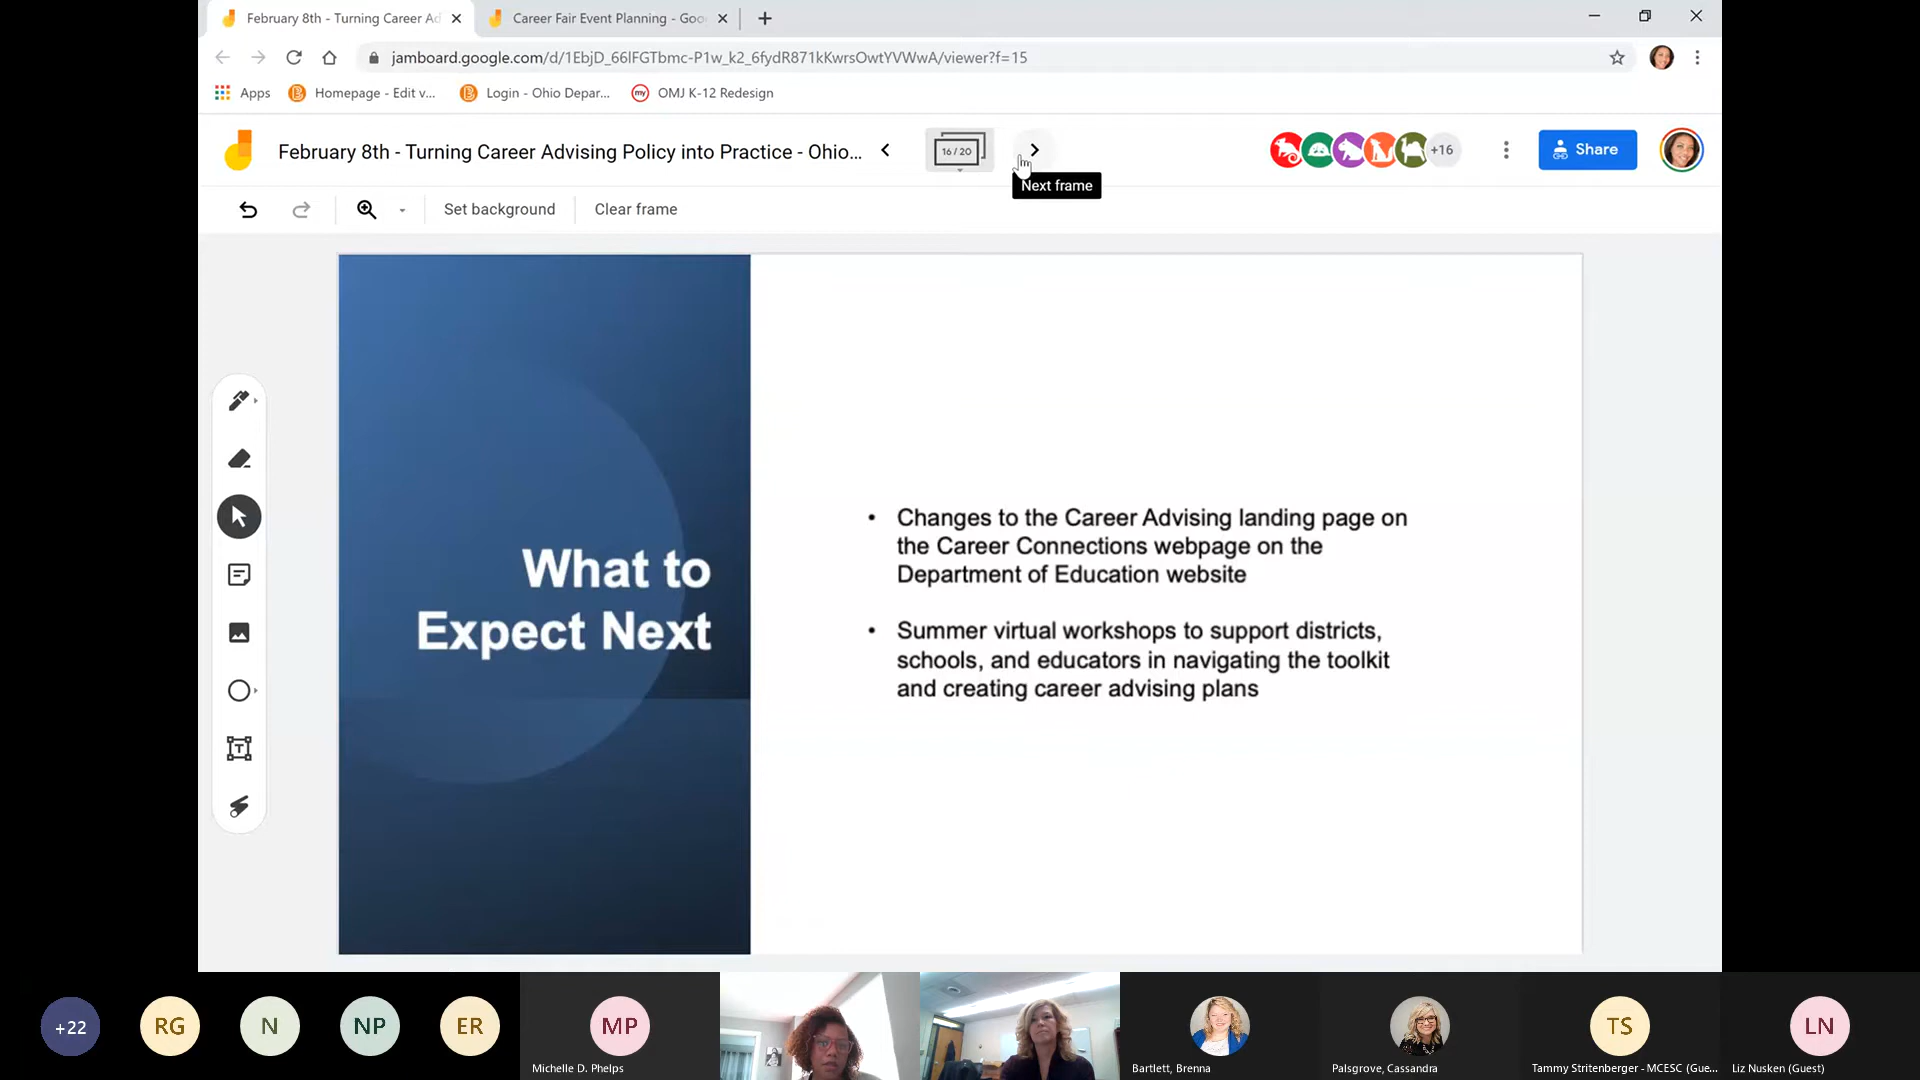 February 8th - Turning Career Ad
Career Fair Event Planning - Goo
jamboard.google.com/d/1EbjD_66lFGTbmc-P1w_k2_6fydR871kKwrsOwtYVWwA/viewer?f=15
Apps
Homepage - Edit v...
Login - Ohio Depar...
my
OMJ K-12 Redesign
February 8th - Turning Career Advising Policy into Practice - Ohio...
16 / 20
+16
Share
Next frame
Set background
Clear frame
What to
Expect Next
• Changes to the Career Advising landing page on
the Career Connections webpage on the
Department of Education website
• Summer virtual workshops to support districts,
schools, and educators in navigating the toolkit
and creating career advising plans
+22
RG
N
NP
ER
MP
TS
LN
Michelle D. Phelps
Bartlett, Brenna
Palsgrove, Cassandra
Tammy Stritenberger - MCESC (Gue...
Liz Nusken (Guest)